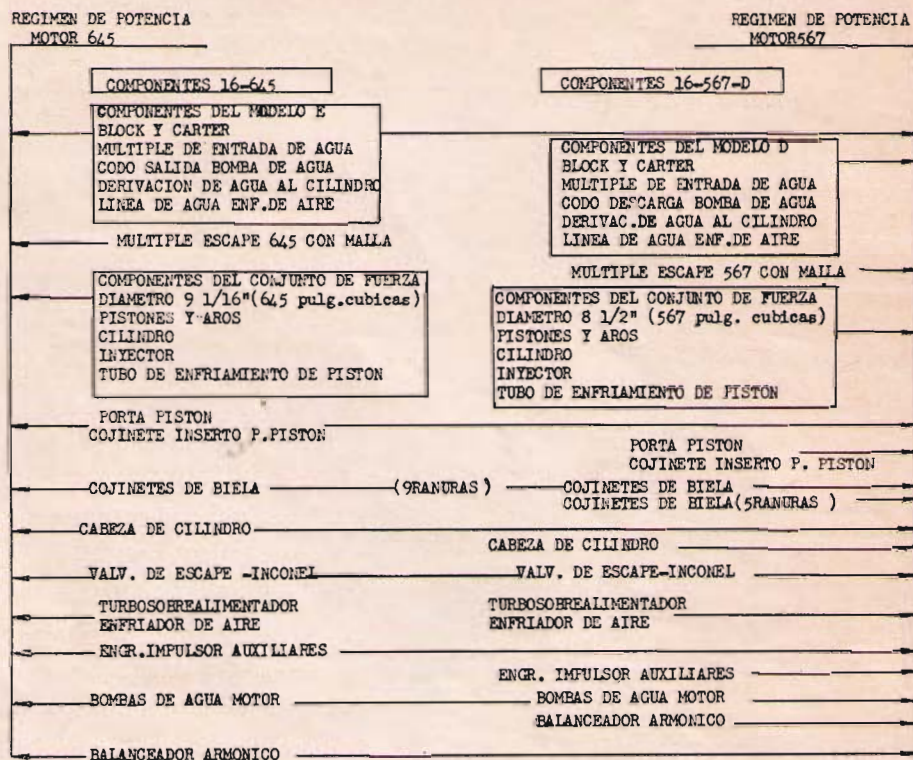 REGIMEN DE POTENCIA
MOTOR 645
REGIMEN DE POTENCIA
MOTOR567
COMPONENTES 16-645
COMPONENTES 16-567-D
COMPONENTES DEL MODELO E
BLOCK Y CARTER
MULTIPLE DE ENTRADA DE AGUA
CODO SALIDA BOMBA DE AGUA
DERIVACION DE AGUA AL CILINDRO
LINEA DE AGUA ENF.DE AIRE
COMPONENTES DEL MODELO D
BLOCK Y CARTER
MULTIPLE DE ENTRADA DE AGUA
CODO DESCARGA BOMBA DE AGUA
DERIVAC.DE AGUA AL CILINDRO
LINEA DE AGUA ENF.DE AIRE
MULTIPLE ESCAPE 645 CON MALLA
MULTIPLE ESCAPE 567 CON MALLA
COMPONENTES DEL CONJUNTO DE FUERZA
DIAMETRO 9 1/16"(645 pulg.cubicas)
PISTONES Y AROS
CILINDRO
INYECTOR
TUBO DE ENFRIAMIENTO DE PISTON
COMPONENTES DEL CONJUNTO DE FUERZA
DIAMETRO 8 1/2" (567 pulg. cubicas)
PISTONES Y AROS
CILINDRO
INYECTOR
TUBO DE ENFRIAMIENTO DE PISTON
PORTA PISTON
COJINETE INSERTO P.PISTON
PORTA PISTON
COJINETE INSERTO P. PISTON
COJINETES DE BIELA (9RANURAS) COJINETES DE BIELA
COJINETES DE BIELA(5RANURAS )
CABEZA DE CILINDRO
CABEZA DE CILINDRO
VALV. DE ESCAPE -INCONEL VALV. DE ESCAPE-INCONEL
TURBOSOBREALIMENTADOR
ENFRIADOR DE AIRE
TURBOSOBREALIMENTADOR
ENFRIADOR DE AIRE
ENGR.IMPULSOR AUXILIARES
ENGR. IMPULSOR AUXILIARES
BOMBAS DE AGUA MOTOR BOMBAS DE AGUA MOTOR
BALANCEADOR ARMONICO
BALANCEADOR ARMONICO